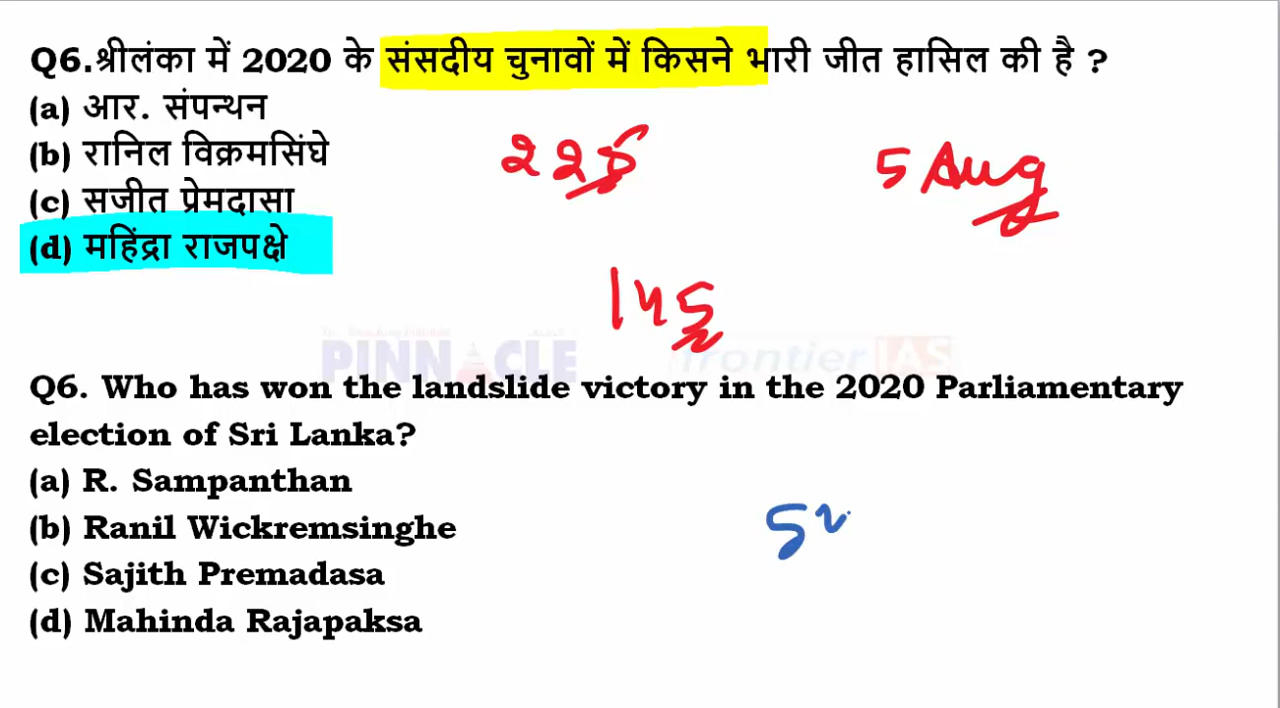 Q6.श्रीलंका में 2020 के संसदीय चुनावों में किसने भारी जीत हासिल की है ?
(a) आर. संपन्थन
(b) रानिल विक्रमसिंघे
(c) सजीत प्रेमदासा
(d) महिंद्रा राजपक्षे
225
5 Aug
145
PINNACLE
frontier IAS
Q6. Who has won the landslide victory in the 2020 Parliamentary
election of Sri Lanka?
(a) R. Sampanthan
(b) Ranil Wickremsinghe
(c) Sajith Premadasa
(d) Mahinda Rajapaksa